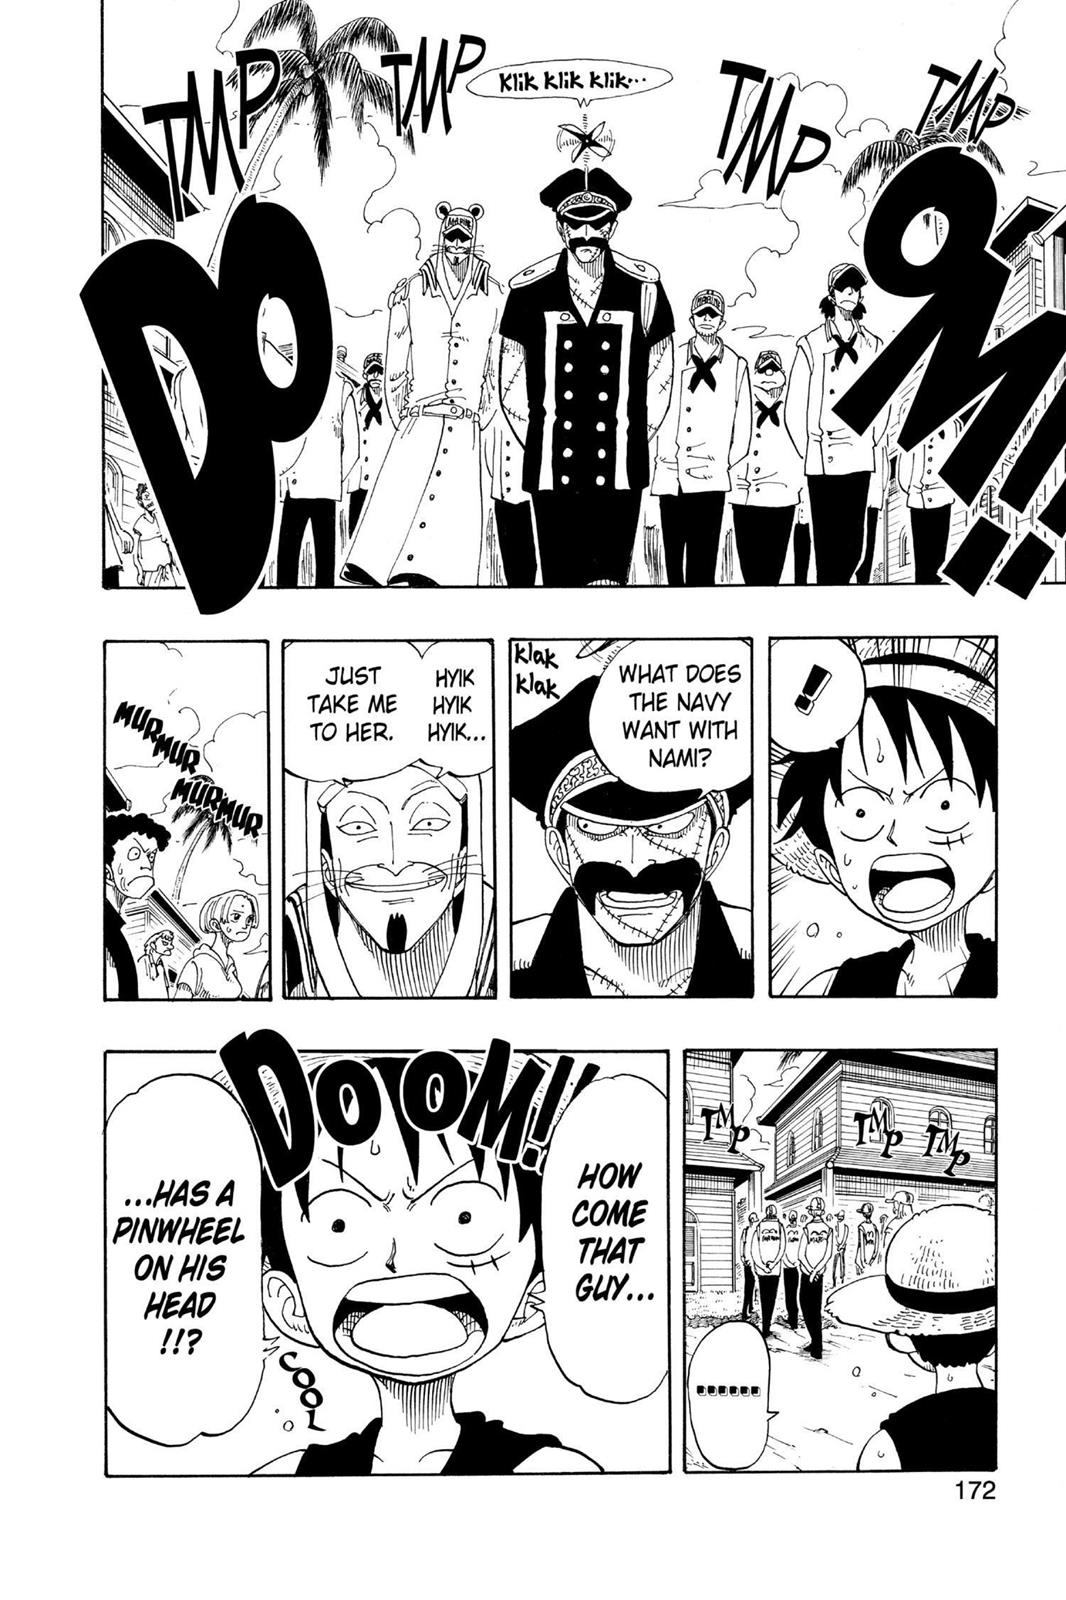 TMP
TMP
Klik Klik Klik...
TMP
TMP
DOOM!!
MARINE
MARINE
!
WHAT DOES
THE NAVY
WANT WITH
NAMI?
Klak
Klak
HYIK
HYIK
HYIK...
JUST
TAKE ME
TO HER.
MURMUR
MURMUR
TMP
TMP
TMP
.......
DOOM!!
HOW
COME
THAT
GUY...
...HAS A
PINWHEEL
ON HIS
HEAD
!!?
COOL
172